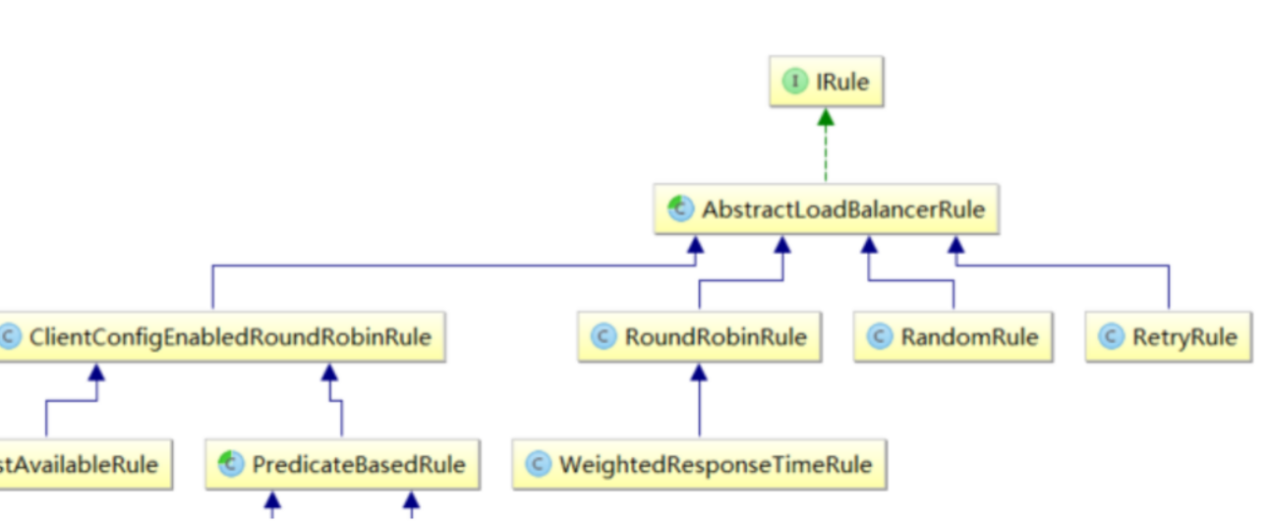 I IRule
C AbstractLoadBalancerRule
C ClientConfigEnabledRoundRobinRule
C RoundRobinRule
C RandomRule
C RetryRule
stAvailableRule
C PredicateBasedRule
C WeightedResponseTimeRule